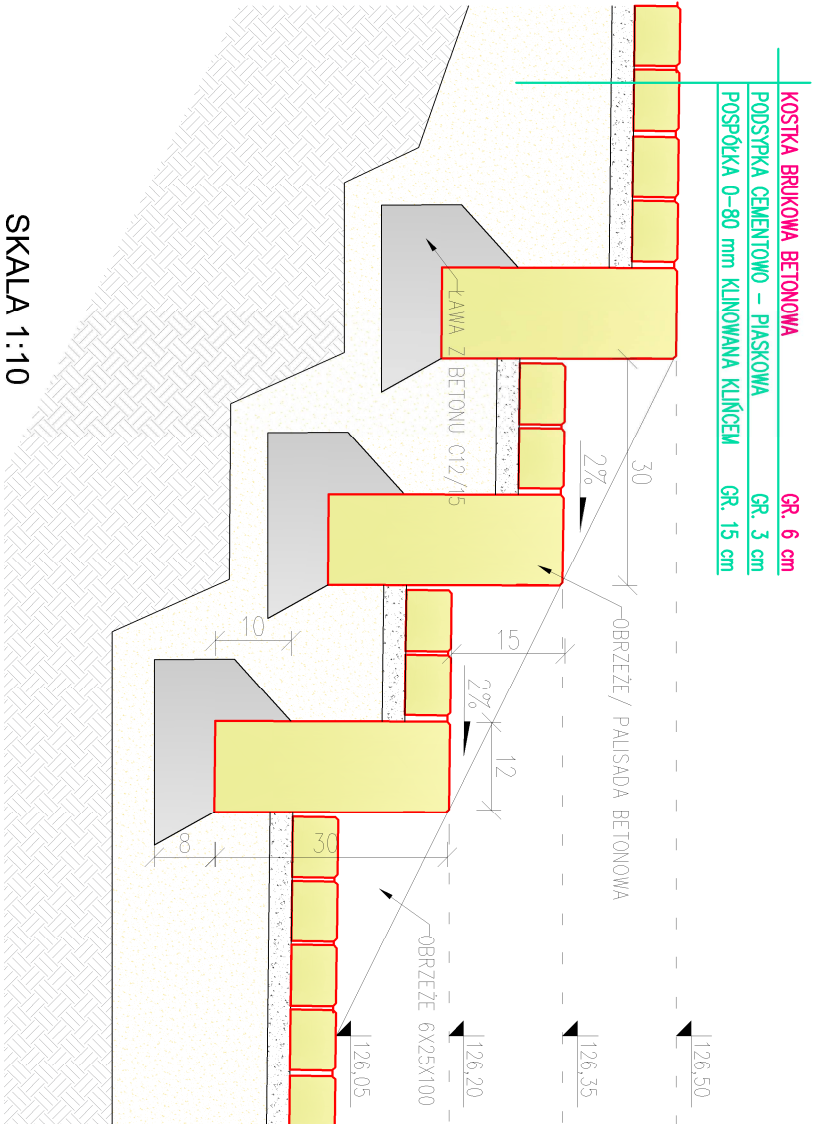 KOSTKA BRUKOWA BETONOWA GR. 6 cm
PODSYPKA CEMENTOWO - PIASKOWA GR. 3 cm
POSPÓŁKA 0-80 mm KLINOWANA KLIŃCEM GR. 15 cm
126,50
30
2%
OBRZEŻE/ PALISADA BETONOWA
126,35
15
2%
12
126,20
ŁAWA Z BETONU C12/15
OBRZEŻE 6X25X100
126,05
10
30
8
SKALA 1:10